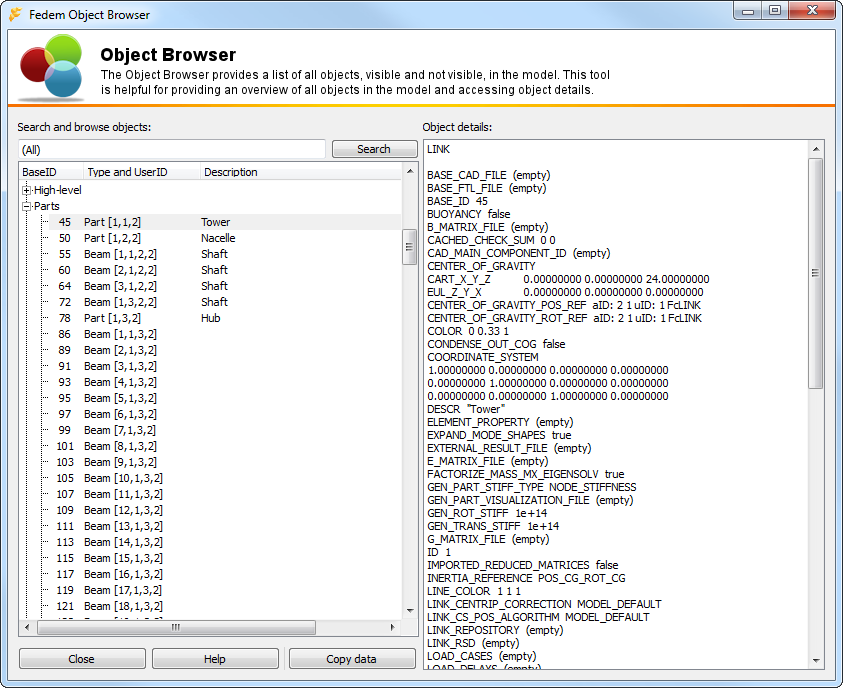 Fedem Object Browser
Object Browser
The Object Browser provides a list of all objects, visible and not visible, in the model. This tool
is helpful for providing an overview of all objects in the model and accessing object details.
Search and browse objects:
(All)
Search
BaseID Type and UserID Description
High-level
Parts
45 Part [1,1,2] Tower
50 Part [1,2,2] Nacelle
55 Beam [1,1,2,2] Shaft
60 Beam [2,1,2,2] Shaft
64 Beam [3,1,2,2] Shaft
72 Beam [1,3,2,2] Shaft
78 Part [1,3,2] Hub
86 Beam [1,1,3,2]
89 Beam [2,1,3,2]
91 Beam [3,1,3,2]
93 Beam [4,1,3,2]
95 Beam [5,1,3,2]
97 Beam [6,1,3,2]
99 Beam [7,1,3,2]
101 Beam [8,1,3,2]
103 Beam [9,1,3,2]
105 Beam [10,1,3,2]
107 Beam [11,1,3,2]
109 Beam [12,1,3,2]
111 Beam [13,1,3,2]
113 Beam [14,1,3,2]
115 Beam [15,1,3,2]
117 Beam [16,1,3,2]
119 Beam [17,1,3,2]
121 Beam [18,1,3,2]
Close
Help
Copy data
Object details:
LINK
BASE_CAD_FILE (empty)
BASE_FTL_FILE (empty)
BASE_ID 45
BUOYANCY false
B_MATRIX_FILE (empty)
CACHED_CHECK_SUM 0 0
CAD_MAIN_COMPONENT_ID (empty)
CENTER_OF_GRAVITY
CART_X_Y_Z 0.00000000 0.00000000 24.00000000
EUL_Z_Y_X 0.00000000 0.00000000 0.00000000
CENTER_OF_GRAVITY_POS_REF aID: 2 1 uID: 1 FcLINK
CENTER_OF_GRAVITY_ROT_REF aID: 2 1 uID: 1 FcLINK
COLOR 0 0.33 1
CONDENSE_OUT_COG false
COORDINATE_SYSTEM
1.00000000 0.00000000 0.00000000 0.00000000
0.00000000 1.00000000 0.00000000 0.00000000
0.00000000 0.00000000 1.00000000 0.00000000
DESCR "Tower"
ELEMENT_PROPERTY (empty)
EXPAND_MODE_SHAPES true
EXTERNAL_RESULT_FILE (empty)
E_MATRIX_FILE (empty)
FACTORIZE_MASS_MX_EIGENSOLV true
GEN_PART_STIFF_TYPE NODE_STIFFNESS
GEN_PART_VISUALIZATION_FILE (empty)
GEN_ROT_STIFF 1e+14
GEN_TRANS_STIFF 1e+14
G_MATRIX_FILE (empty)
ID 1
IMPORTED_REDUCED_MATRICES false
INERTIA_REFERENCE POS_CG_ROT_CG
LINE_COLOR 1 1 1
LINK_CENTRIP_CORRECTION MODEL_DEFAULT
LINK_CS_POS_ALGORITHM MODEL_DEFAULT
LINK_REPOSITORY (empty)
LINK_RSD (empty)
LOAD_CASES (empty)
LOAD_DELAYS (empty)